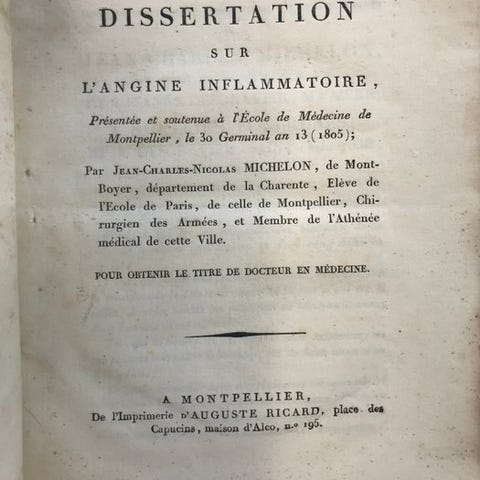 DISSERTATION
SUR
L'ANGINE INFLAMMATOIRE,
Présentée et soutenue à l'École de Médecine de
Montpellier, le 30 Germinal an 13 (1805);
Par JEAN-CHARLES-NICOLAS MICHELON, de Mont-
Boyer, département de la Charente, Elève de
l'Ecole de Paris, de celle de Montpellier, Chi-
rurgien des Armées, et Membre de l'Athénée
médical de cette Ville.
POUR OBTENIR LE TITRE DE DOCTEUR EN MÉDECINE.
A MONTPELLIER,
De l'Imprimerie D'AUGUSTE RICARD, place des
Capucins, maison d'Alco, n.º 195.